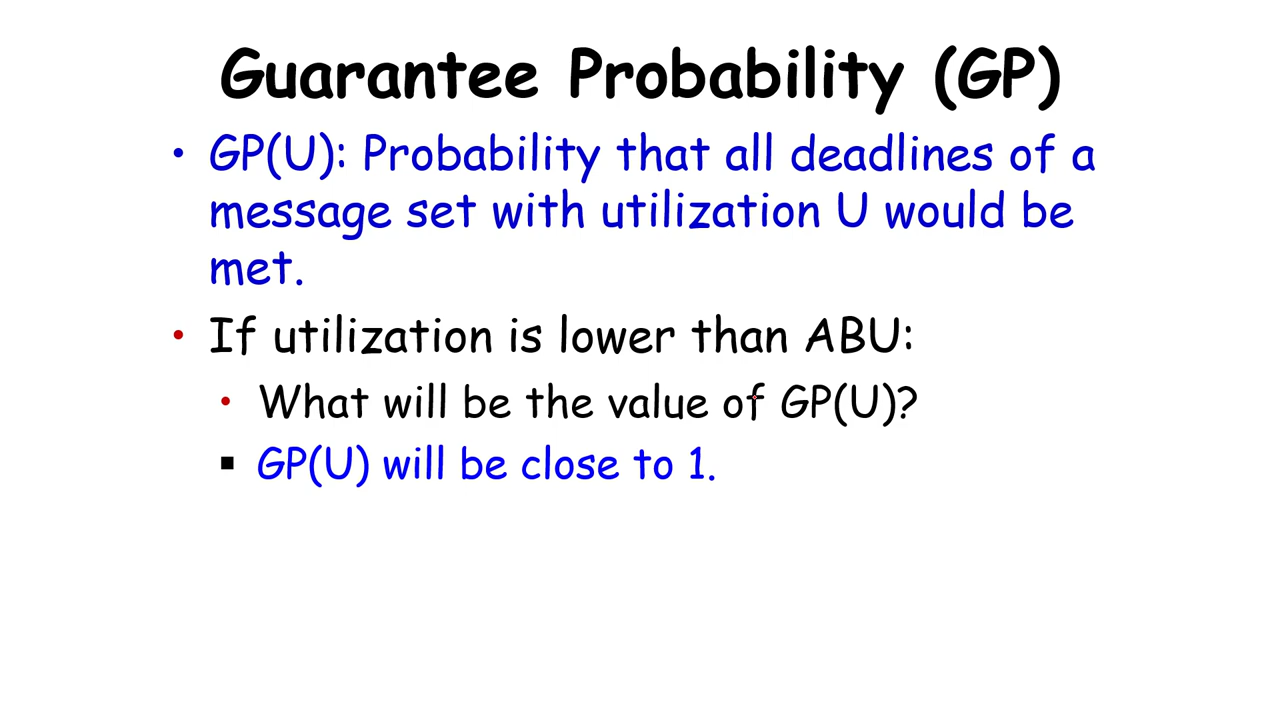 Guarantee Probability (GP)
• GP(U): Probability that all deadlines of a
message set with utilization U would be
met.
• If utilization is lower than ABU:
• What will be the value of GP(U)?
▪ GP(U) will be close to 1.